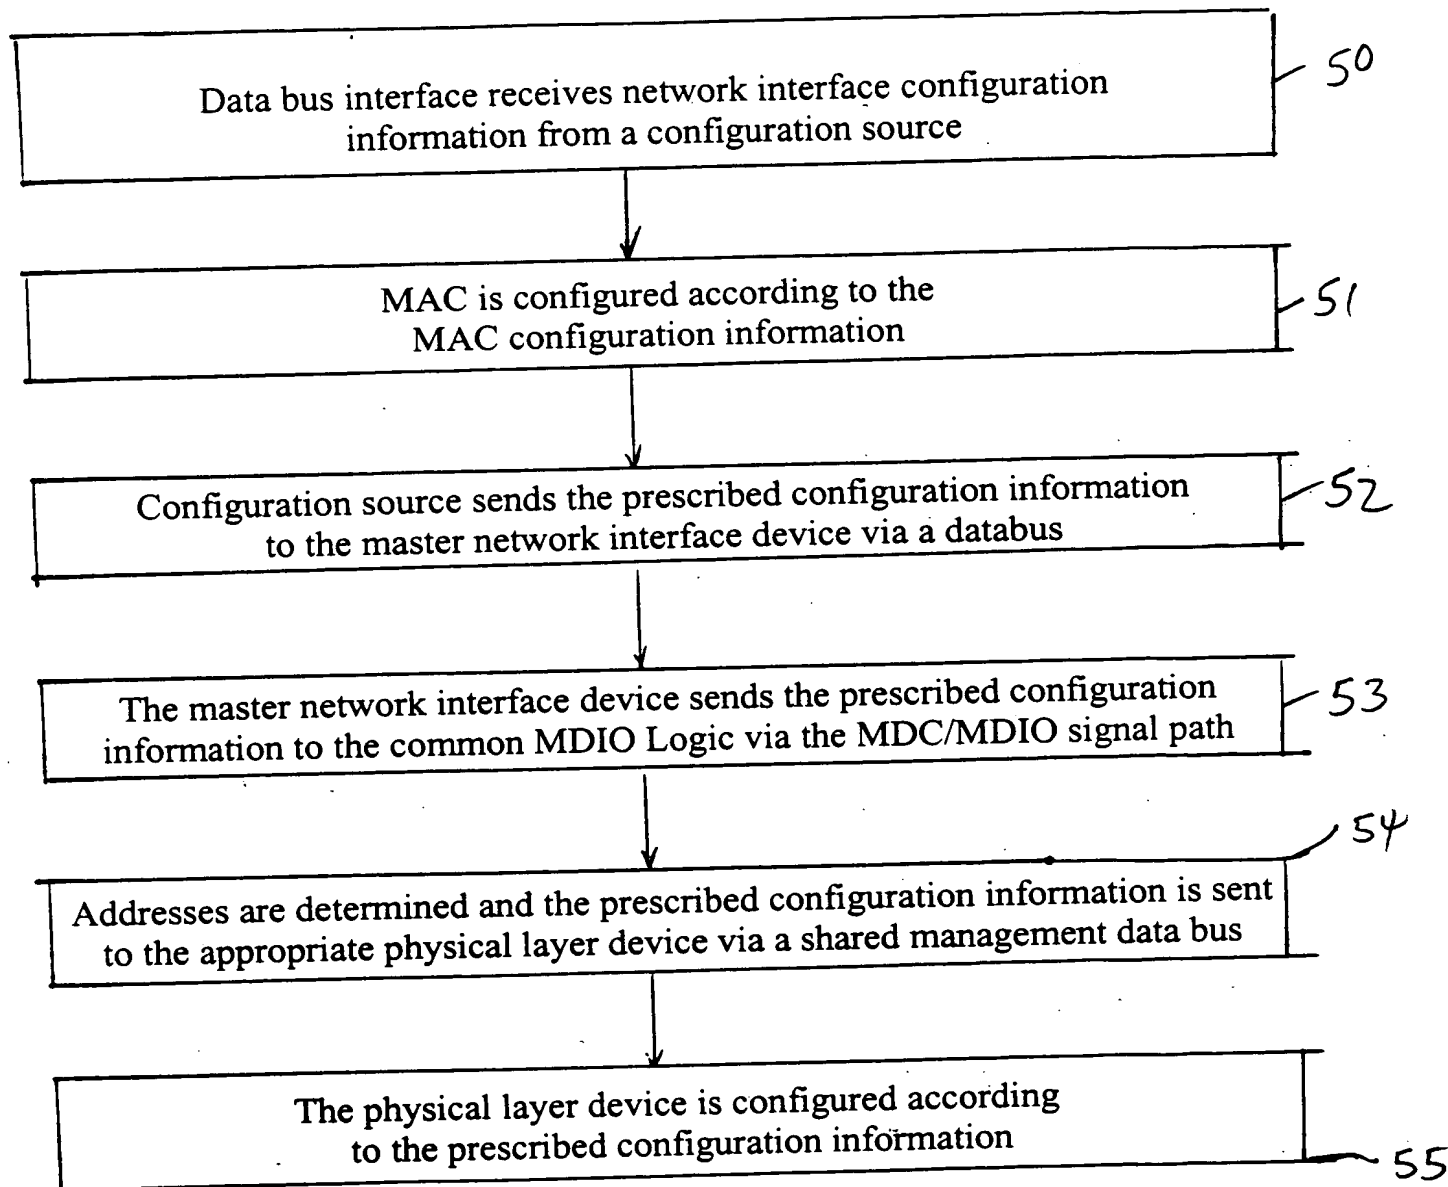 Data bus interface receives network interface configuration
information from a configuration source
50
MAC is configured according to the
MAC configuration information
51
Configuration source sends the prescribed configuration information
to the master network interface device via a databus
52
The master network interface device sends the prescribed configuration
information to the common MDIO Logic via the MDC/MDIO signal path
53
Addresses are determined and the prescribed configuration information is sent
to the appropriate physical layer device via a shared management data bus
54
The physical layer device is configured according
to the prescribed configuration information
55